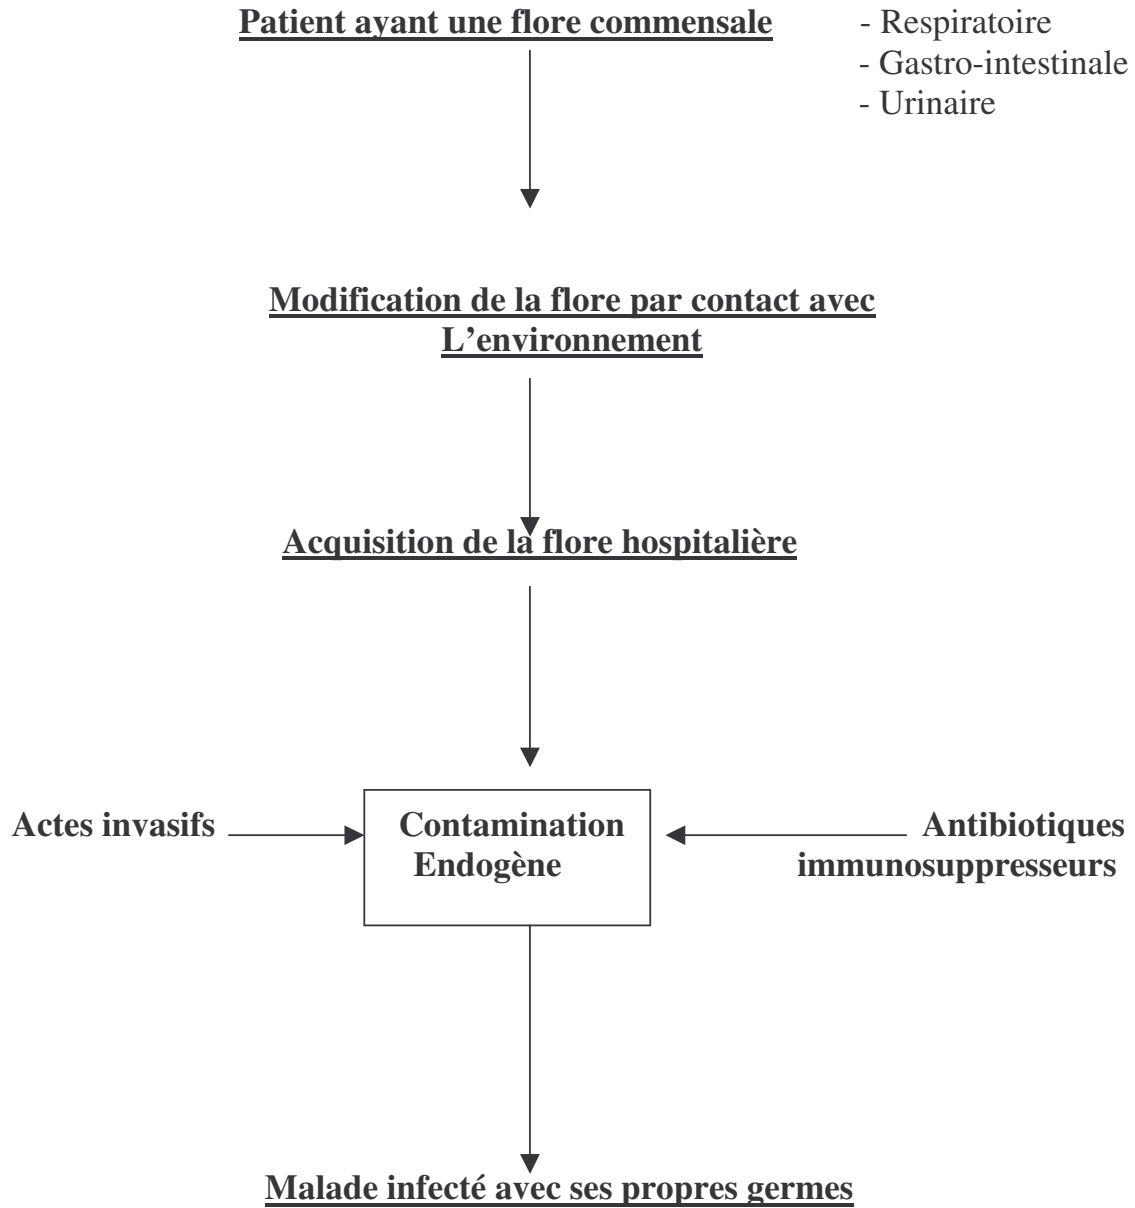 Patient ayant une flore commensale
- Respiratoire
- Gastro-intestinale
- Urinaire
Modification de la flore par contact avec
L’environnement
Acquisition de la flore hospitalière
Actes invasifs
Contamination
Endogène
Antibiotiques
immunosuppresseurs
Malade infecté avec ses propres germes